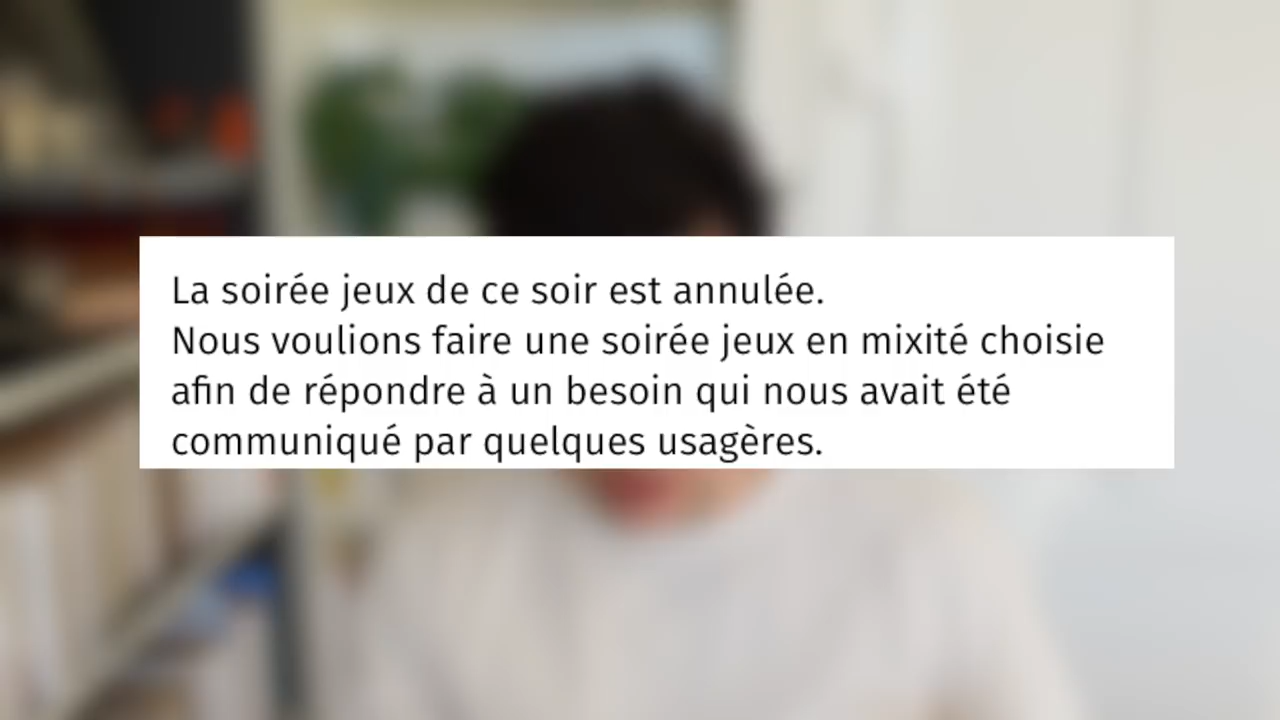 La soirée jeux de ce soir est annulée.
Nous voulions faire une soirée jeux en mixité choisie
afin de répondre à un besoin qui nous avait été
communiqué par quelques usagères.